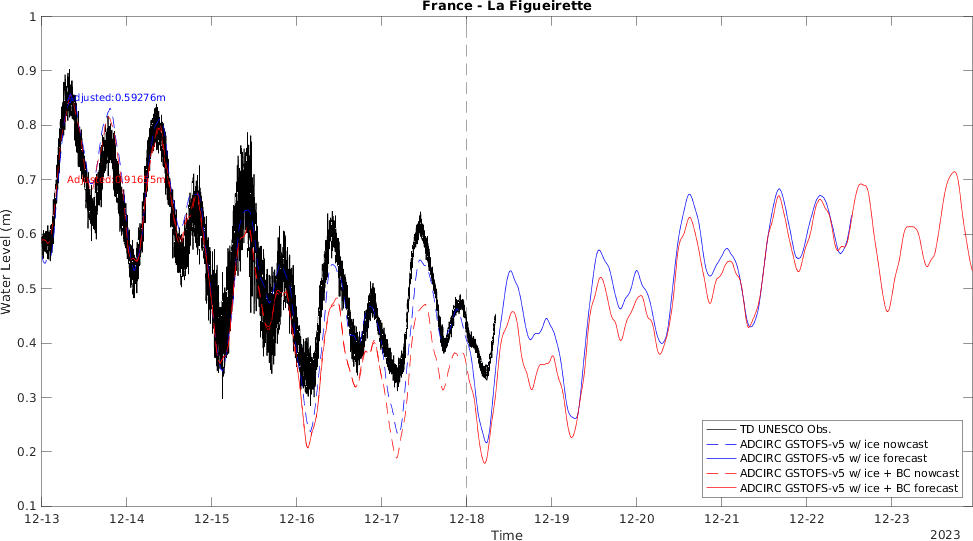 France - La Figueirette
1
0.9
0.8
0.7
0.6
0.5
0.4
0.3
0.2
0.1
Water Level (m)
djusted:0.59276m
TD UNESCO Obs.
ADCIRC GSTOFS-v5 w/ ice nowcast
ADCIRC GSTOFS-v5 w/ ice forecast
ADCIRC GSTOFS-v5 w/ ice + BC nowcast
ADCIRC GSTOFS-v5 w/ ice + BC forecast
12-13 12-14 12-15 12-16 12-17 12-18 12-19 12-20 12-21 12-22 12-23
Time
2023